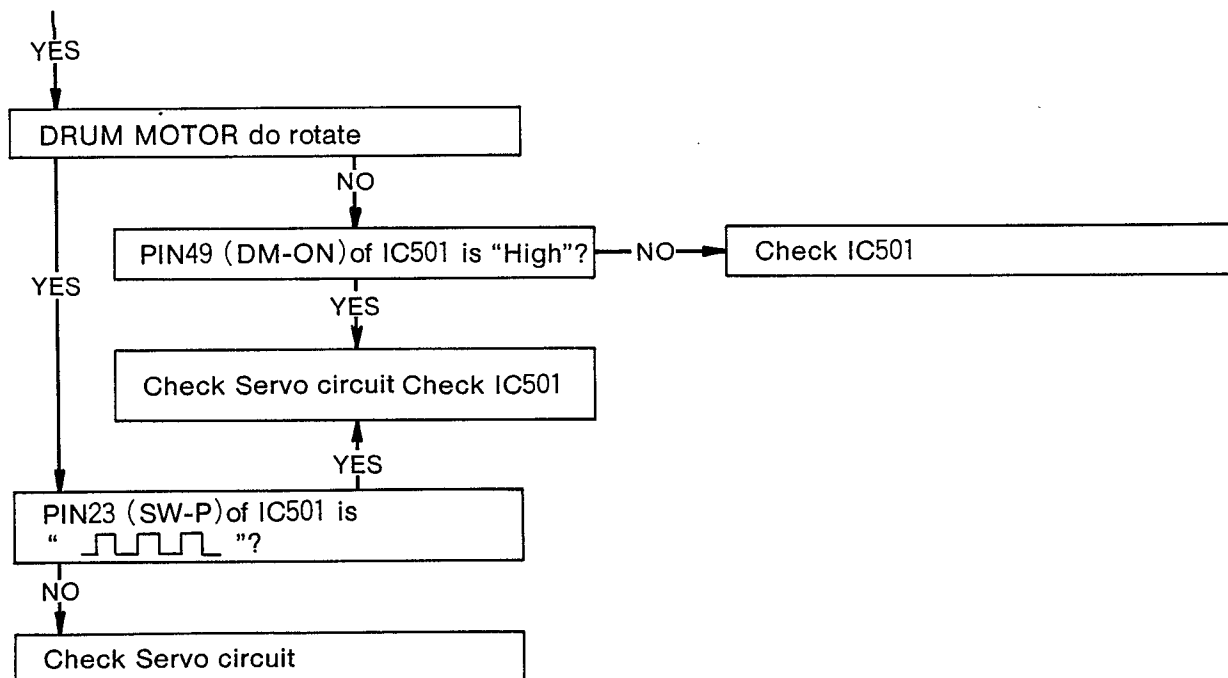 YES
DRUM MOTOR do rotate
NO
PIN49 (DM-ON) of IC501 is “High”?
NO
Check IC501
YES
YES
Check Servo circuit Check IC501
YES
PIN23 (SW-P) of IC501 is
“ ”?
NO
Check Servo circuit